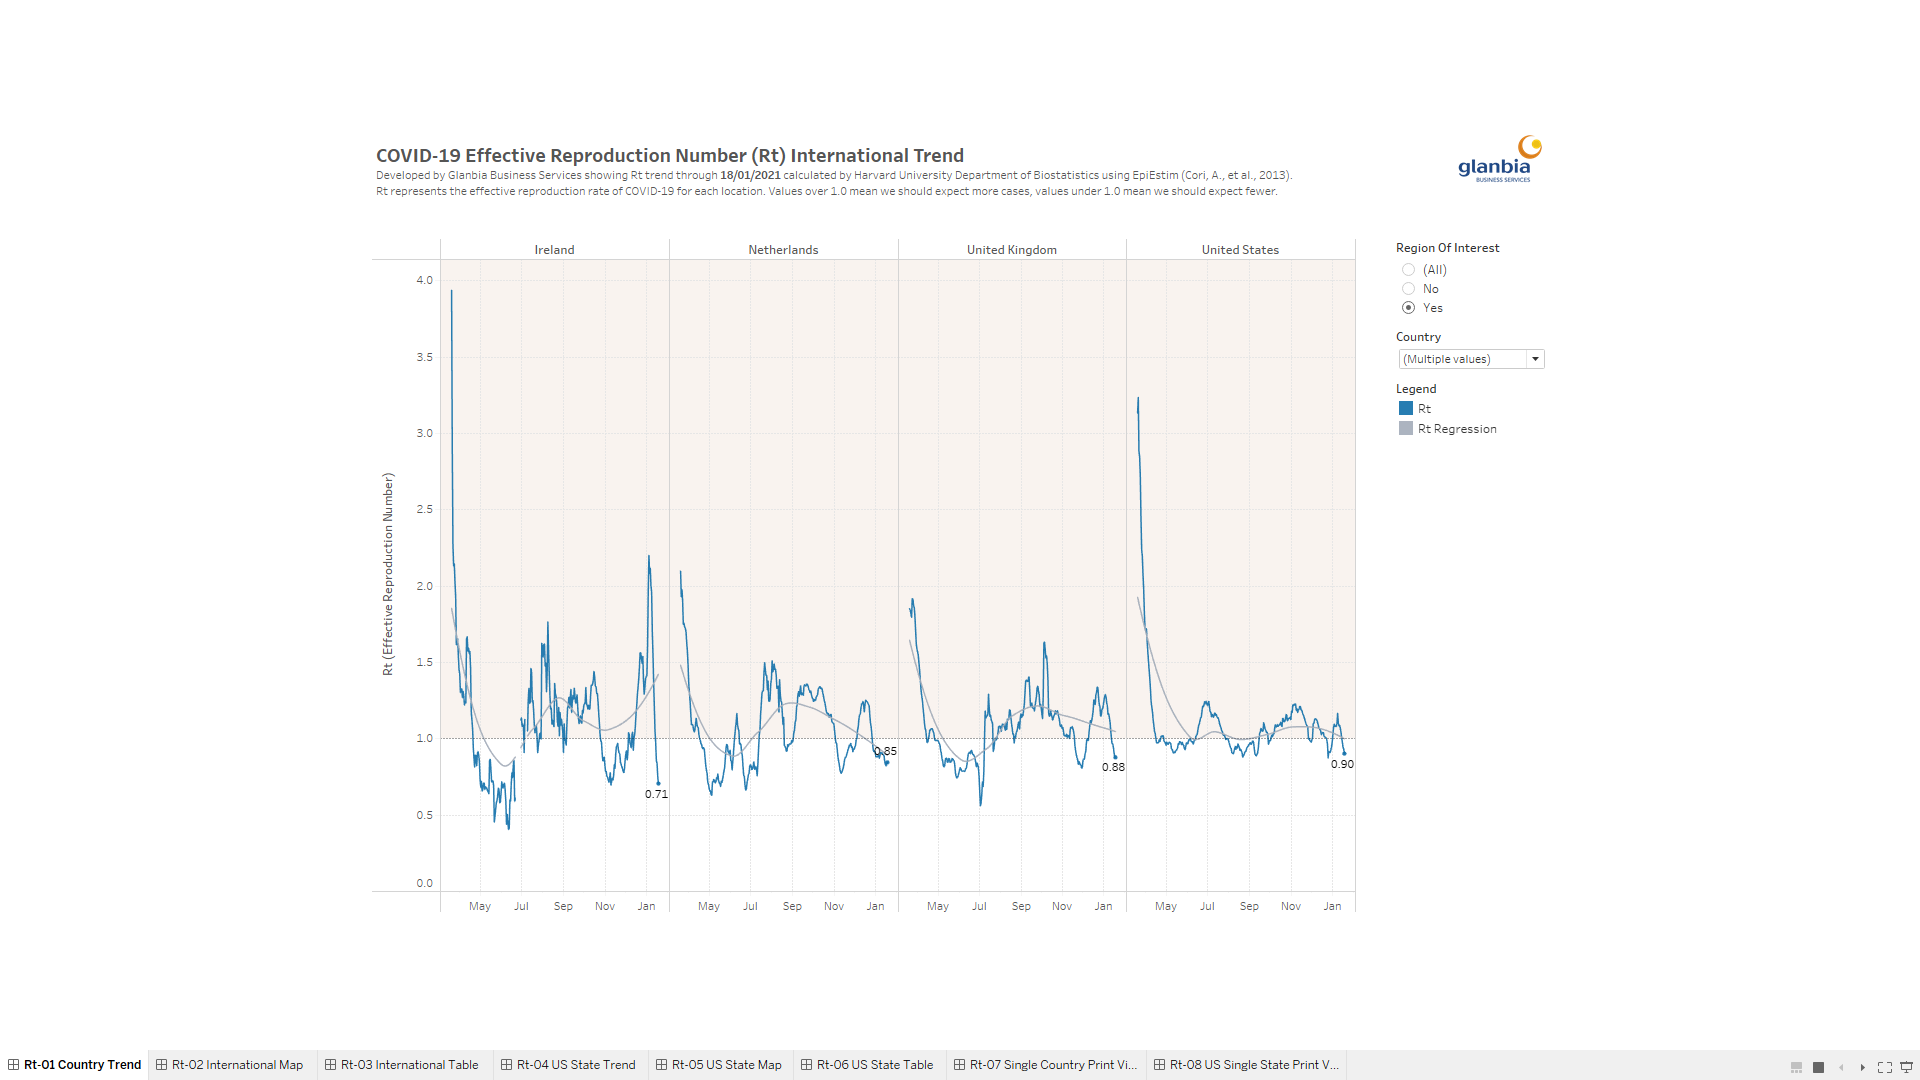 COVID-19 Effective Reproduction Number (Rt) International Trend
Developed by Glanbia Business Services showing Rt trend through 18/01/2021 calculated by Harvard University Department of Biostatistics using EpiEstim (Cori, A., et al., 2013).
Rt represents the effective reproduction rate of COVID-19 for each location. Values over 1.0 mean we should expect more cases, values under 1.0 mean we should expect fewer.
glanbia
BUSINESS SERVICES
Ireland Netherlands United Kingdom United States
Rt (Effective Reproduction Number)
4.0
3.5
3.0
2.5
2.0
1.5
1.0
0.5
0.0
0.71
0.85
0.88
0.90
May Jul Sep Nov Jan May Jul Sep Nov Jan May Jul Sep Nov Jan May Jul Sep Nov Jan
Region Of Interest
(All)
No
Yes
Country
(Multiple values)
Legend
Rt
Rt Regression
Rt-01 Country Trend Rt-02 International Map Rt-03 International Table Rt-04 US State Trend Rt-05 US State Map Rt-06 US State Table Rt-07 Single Country Print Vi... Rt-08 US Single State Print V...